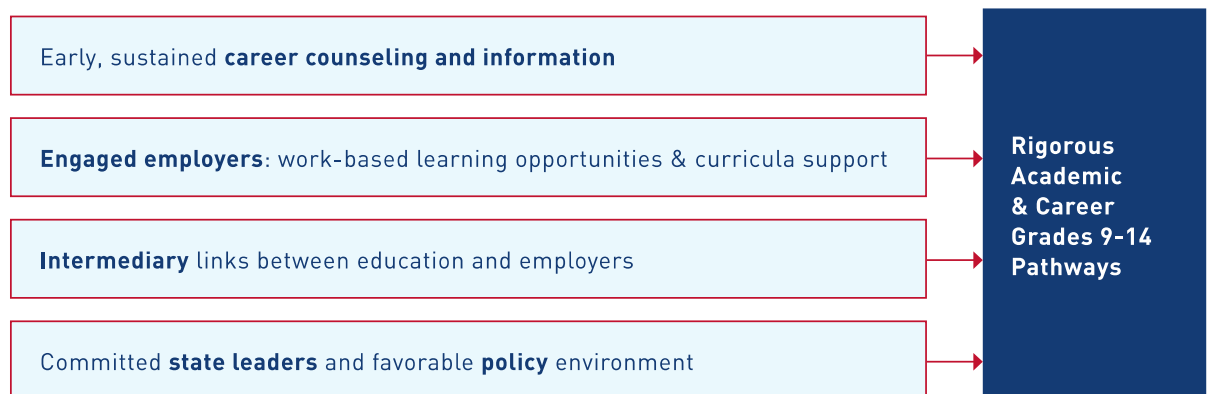 Early, sustained career counseling and information
Engaged employers: work-based learning opportunities & curricula support
Intermediary links between education and employers
Committed state leaders and favorable policy environment
Rigorous
Academic
& Career
Grades 9-14
Pathways